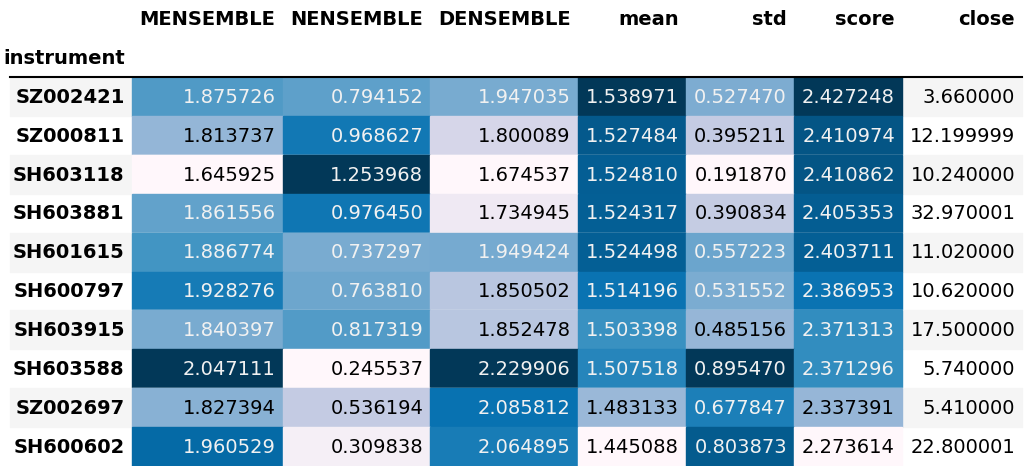 MENSEMBLE NENSEMBLE DENSEMBLE mean std score close
instrument
SZ002421 1.875726 0.794152 1.947035 1.538971 0.527470 2.427248 3.660000
SZ000811 1.813737 0.968627 1.800089 1.527484 0.395211 2.410974 12.199999
SH603118 1.645925 1.253968 1.674537 1.524810 0.191870 2.410862 10.240000
SH603881 1.861556 0.976450 1.734945 1.524317 0.390834 2.405353 32.970001
SH601615 1.886774 0.737297 1.949424 1.524498 0.557223 2.403711 11.020000
SH600797 1.928276 0.763810 1.850502 1.514196 0.531552 2.386953 10.620000
SH603915 1.840397 0.817319 1.852478 1.503398 0.485156 2.371313 17.500000
SH603588 2.047111 0.245537 2.229906 1.507518 0.895470 2.371296 5.740000
SZ002697 1.827394 0.536194 2.085812 1.483133 0.677847 2.337391 5.410000
SH600602 1.960529 0.309838 2.064895 1.445088 0.803873 2.273614 22.800001